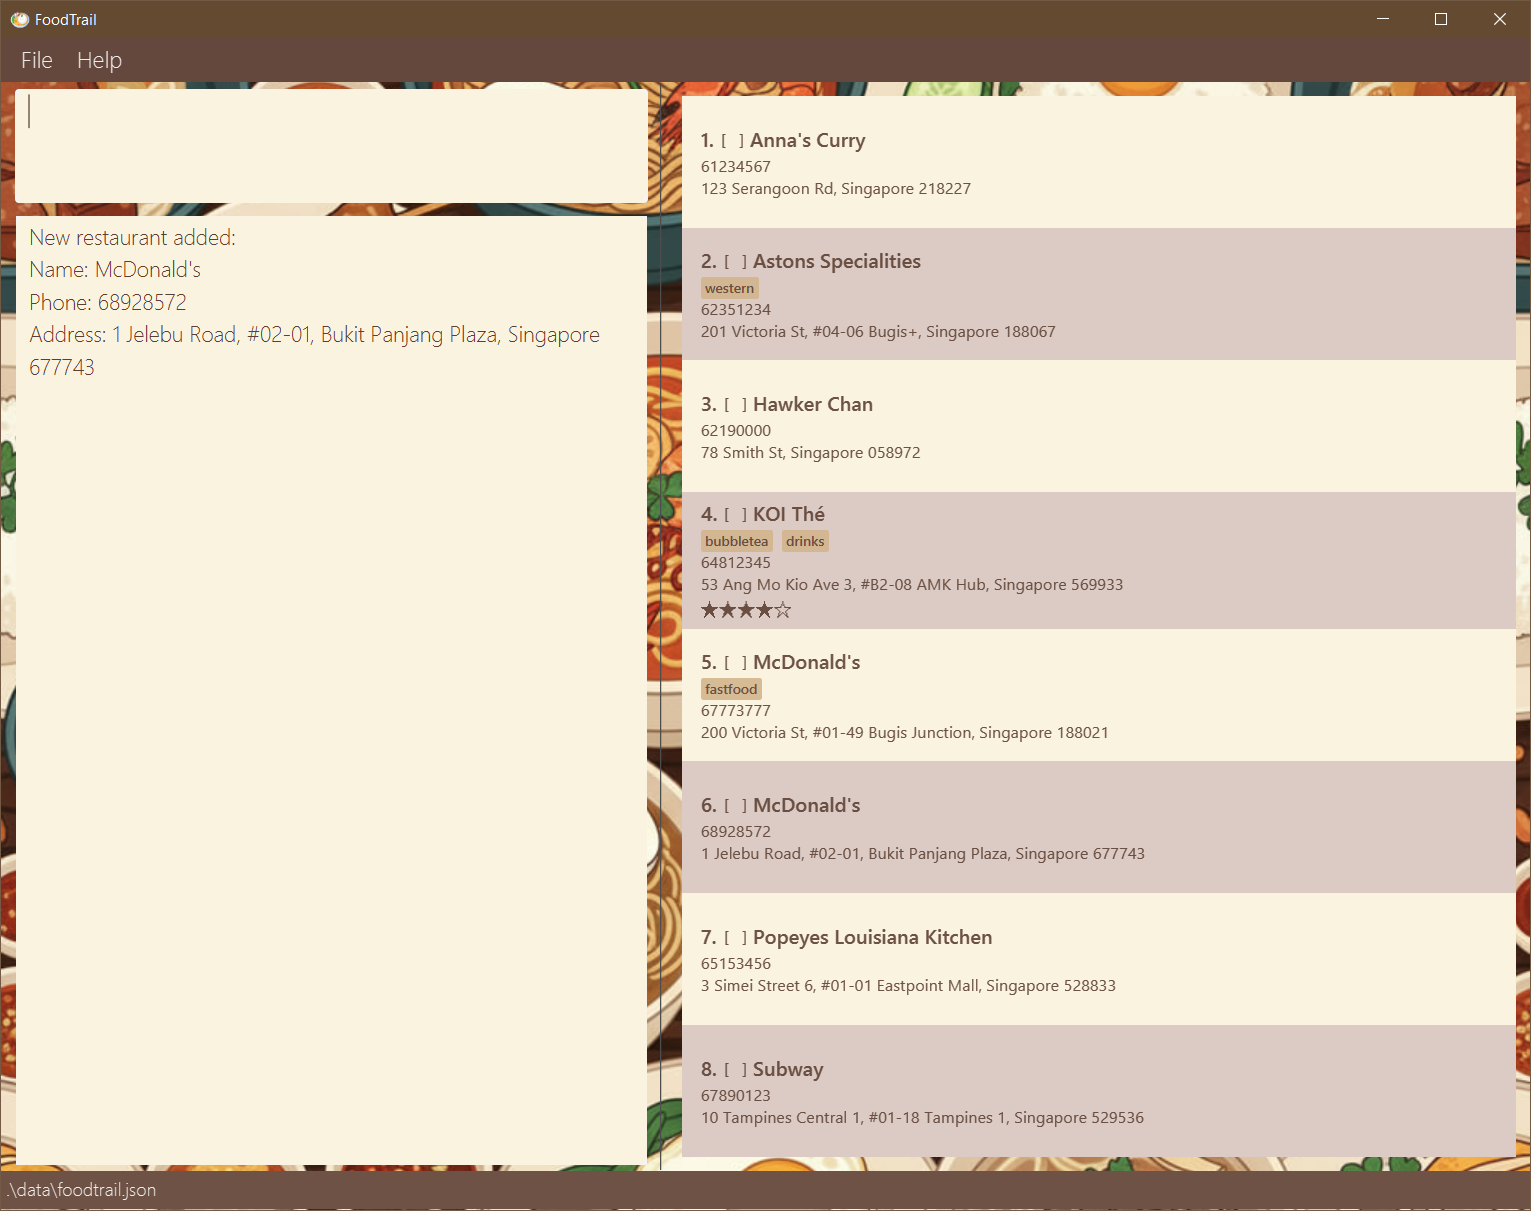 FoodTrail
File Help
New restaurant added:
Name: McDonald's
Phone: 68928572
Address: 1 Jelebu Road, #02-01, Bukit Panjang Plaza, Singapore
677743
1. [ ] Anna's Curry
61234567
123 Serangoon Rd, Singapore 218227
2. [ ] Astons Specialities
western
62351234
201 Victoria St, #04-06 Bugis+, Singapore 188067
3. [ ] Hawker Chan
62190000
78 Smith St, Singapore 058972
4. [ ] KOI Thé
bubbletea drinks
64812345
53 Ang Mo Kio Ave 3, #B2-08 AMK Hub, Singapore 569933
★★★★☆
5. [ ] McDonald's
fastfood
67773777
200 Victoria St, #01-49 Bugis Junction, Singapore 188021
6. [ ] McDonald's
68928572
1 Jelebu Road, #02-01, Bukit Panjang Plaza, Singapore 677743
7. [ ] Popeyes Louisiana Kitchen
65153456
3 Simei Street 6, #01-01 Eastpoint Mall, Singapore 528833
8. [ ] Subway
67890123
10 Tampines Central 1, #01-18 Tampines 1, Singapore 529536
.\data\foodtrail.json